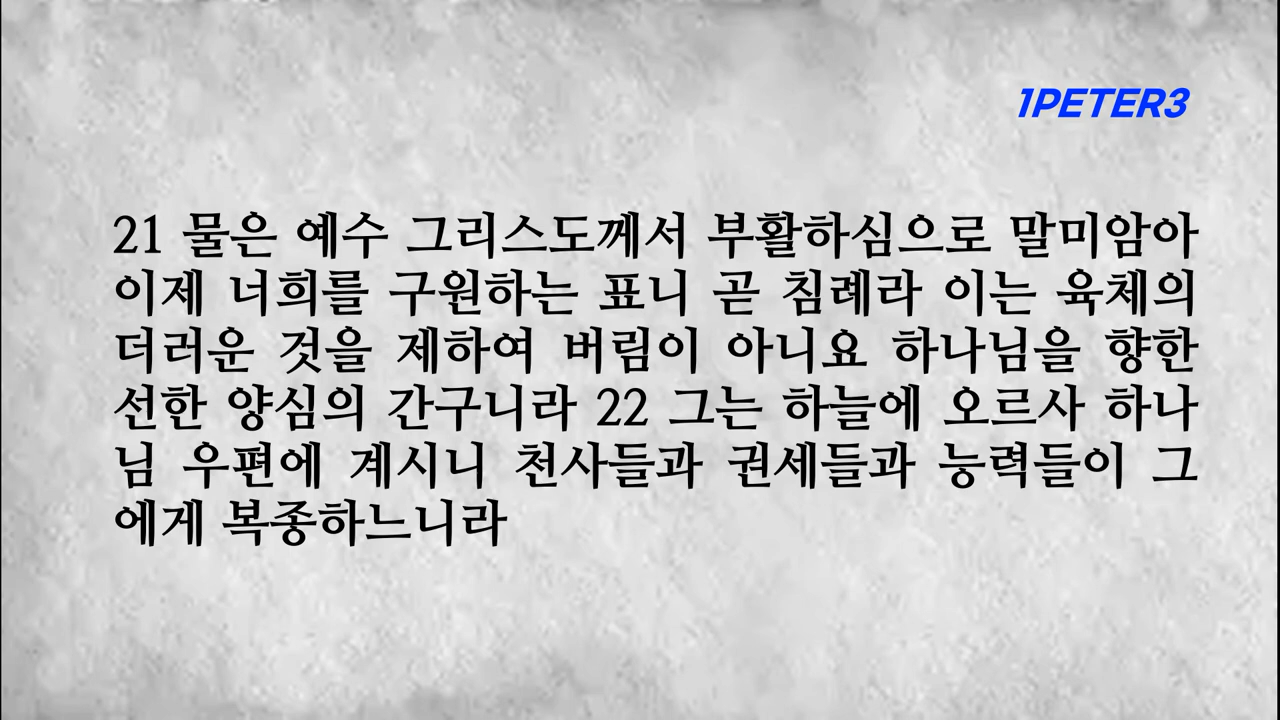 1PETER3
21 물은 예수 그리스도께서 부활하심으로 말미암아
이제 너희를 구원하는 표니 곧 침례라 이는 육체의
더러운 것을 제하여 버림이 아니요 하나님을 향한
선한 양심의 간구니라 22 그는 하늘에 오르사 하나
님 우편에 계시니 천사들과 권세들과 능력들이 그
에게 복종하느니라